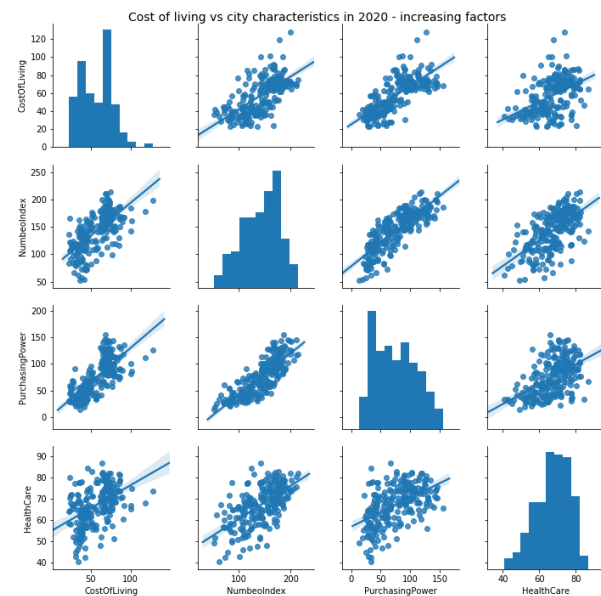 Cost of living vs city characteristics in 2020 - increasing factors
CostOfLiving
120
100
80
60
40
20
0
NumbeoIndex
250
200
150
100
50
PurchasingPower
200
150
100
50
0
HealthCare
90
80
70
60
50
40
50 100
CostOfLiving
100 200
NumbeoIndex
0 50 100 150
PurchasingPower
40 60 80
HealthCare